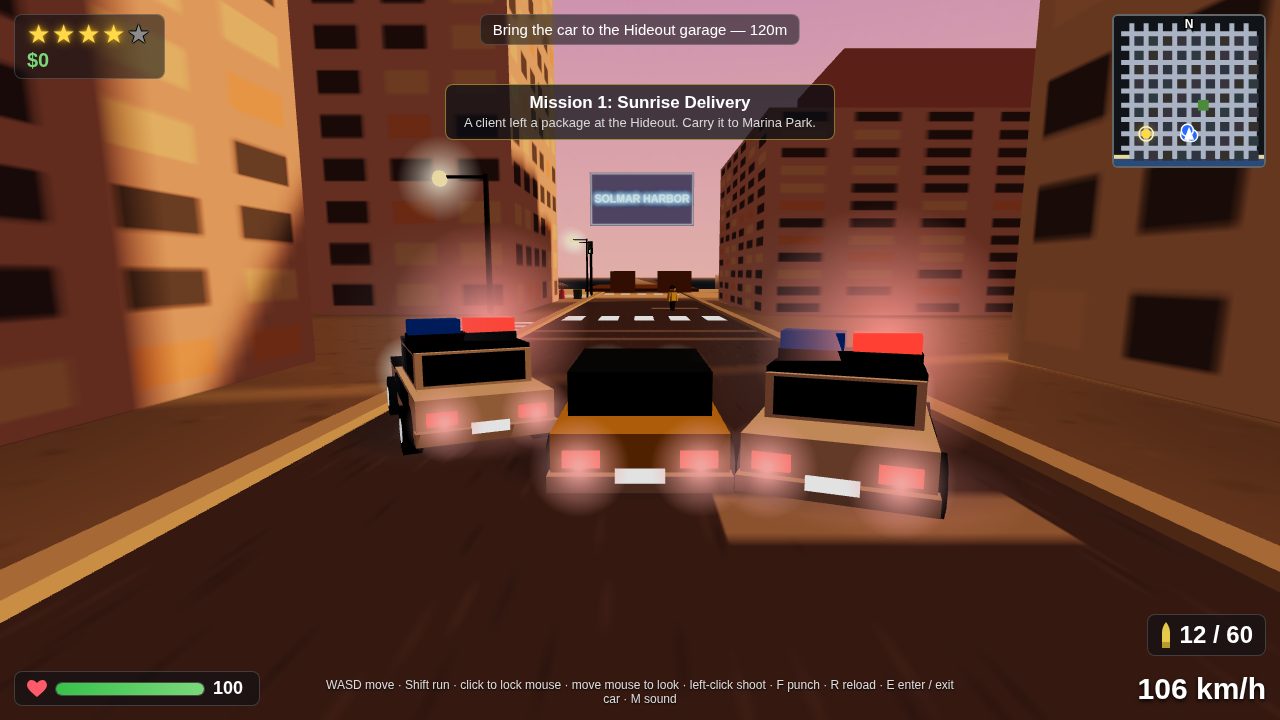 $0
Bring the car to the Hideout garage — 120m
N
Mission 1: Sunrise Delivery
A client left a package at the Hideout. Carry it to Marina Park.
SOLMAR HARBOR
12 / 60
100
WASD move · Shift run · click to lock mouse · move mouse to look · left-click shoot · F punch · R reload · E enter / exit
car · M sound
106 km/h